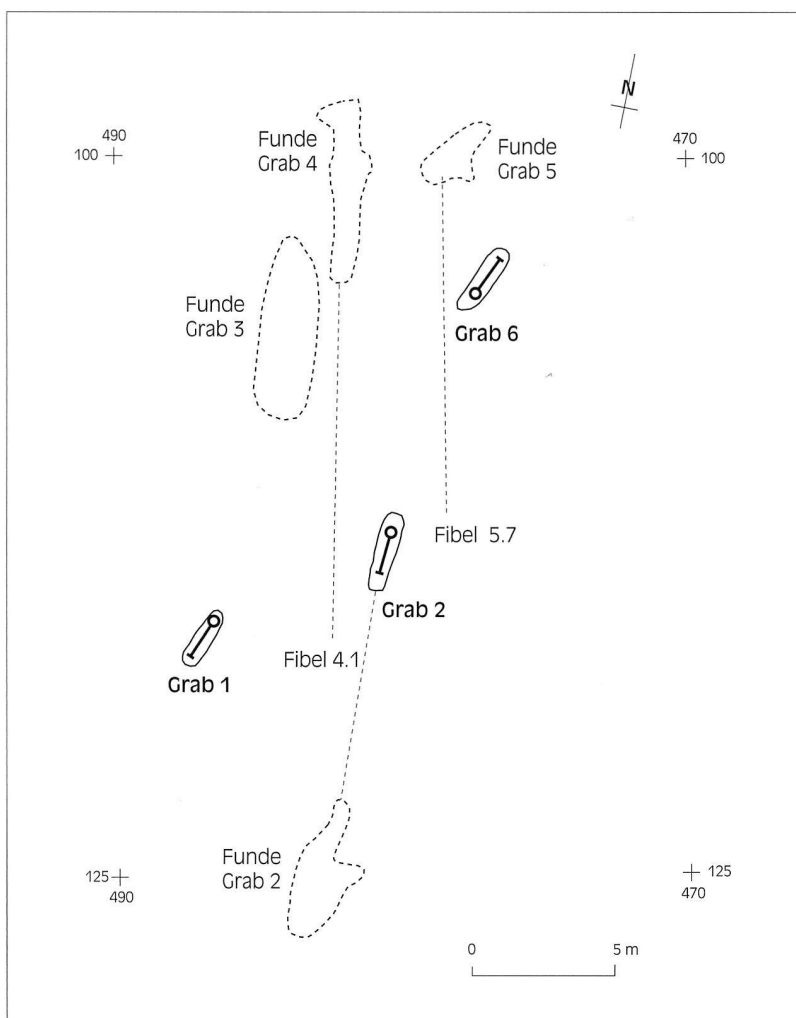 N
490
100
Funde
Grab 4
Funde
Grab 5
470
100
Funde
Grab 3
Grab 6
Fibel 5.7
Grab 2
Grab 1
Fibel 4.1
Funde
Grab 2
125
490
125
470
0 5 m